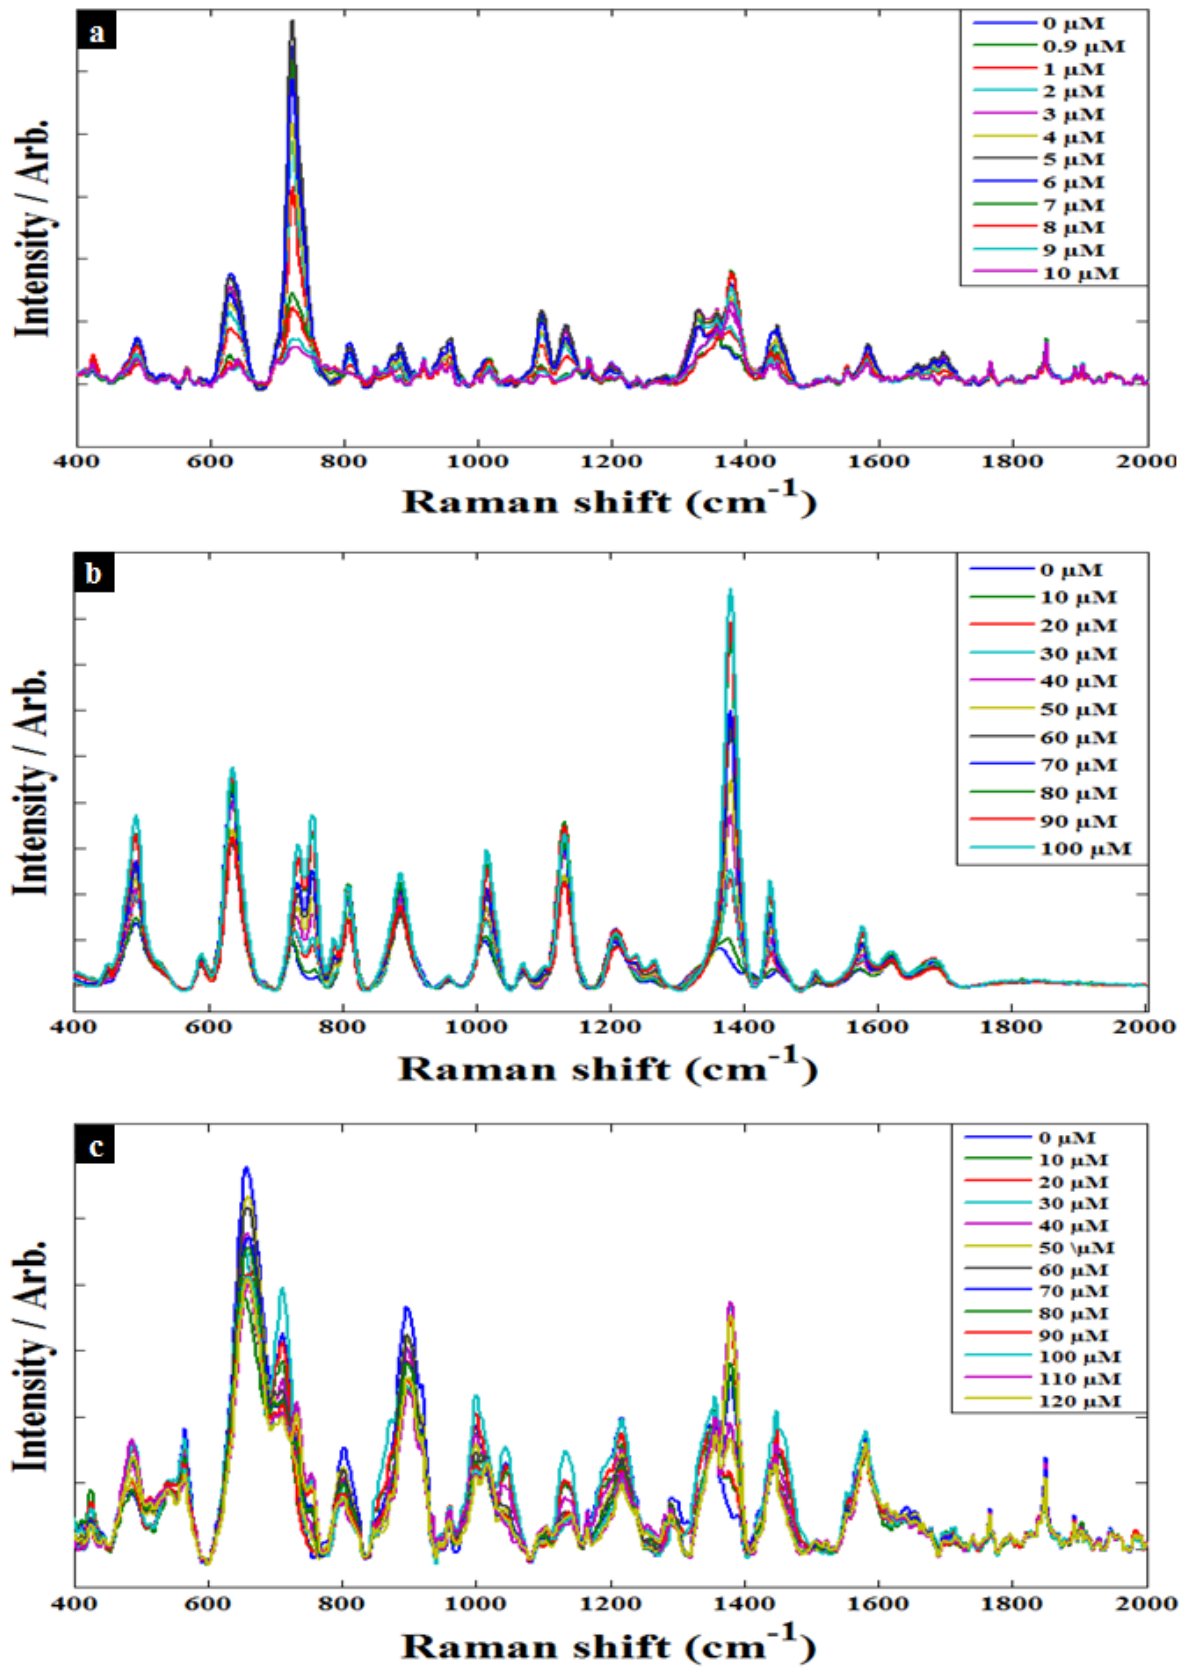 a
0 µM
0.9 µM
1 µM
2 µM
3 µM
4 µM
5 µM
6 µM
7 µM
8 µM
9 µM
10 µM
Intensity / Arb.
400 600 800 1000 1200 1400 1600 1800 2000
Raman shift (cm⁻¹)
b
0 µM
10 µM
20 µM
30 µM
40 µM
50 µM
60 µM
70 µM
80 µM
90 µM
100 µM
Intensity / Arb.
400 600 800 1000 1200 1400 1600 1800 2000
Raman shift (cm⁻¹)
c
0 µM
10 µM
20 µM
30 µM
40 µM
50 \µM
60 µM
70 µM
80 µM
90 µM
100 µM
110 µM
120 µM
Intensity / Arb.
400 600 800 1000 1200 1400 1600 1800 2000
Raman shift (cm⁻¹)